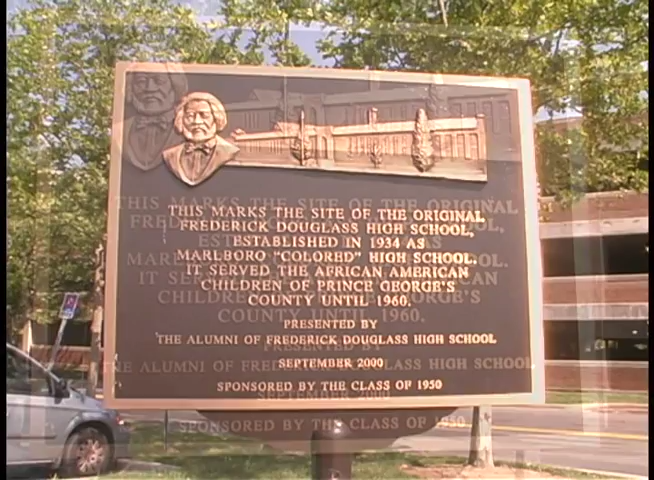 THIS MARKS THE SITE OF THE ORIGINAL,
FREDERICK DOUGLASS HIGH SCHOOL,
ESTABLISHED IN 1934 AS
MARLBORO "COLORED" HIGH SCHOOL.
IT SERVED THE AFRICAN AMERICAN
CHILDREN OF PRINCE GEORGE'S
COUNTY UNTIL 1960.
PRESENTED BY
THE ALUMNI OF FREDERICK DOUGLASS HIGH SCHOOL
SEPTEMBER 2000
SPONSORED BY THE CLASS OF 1950